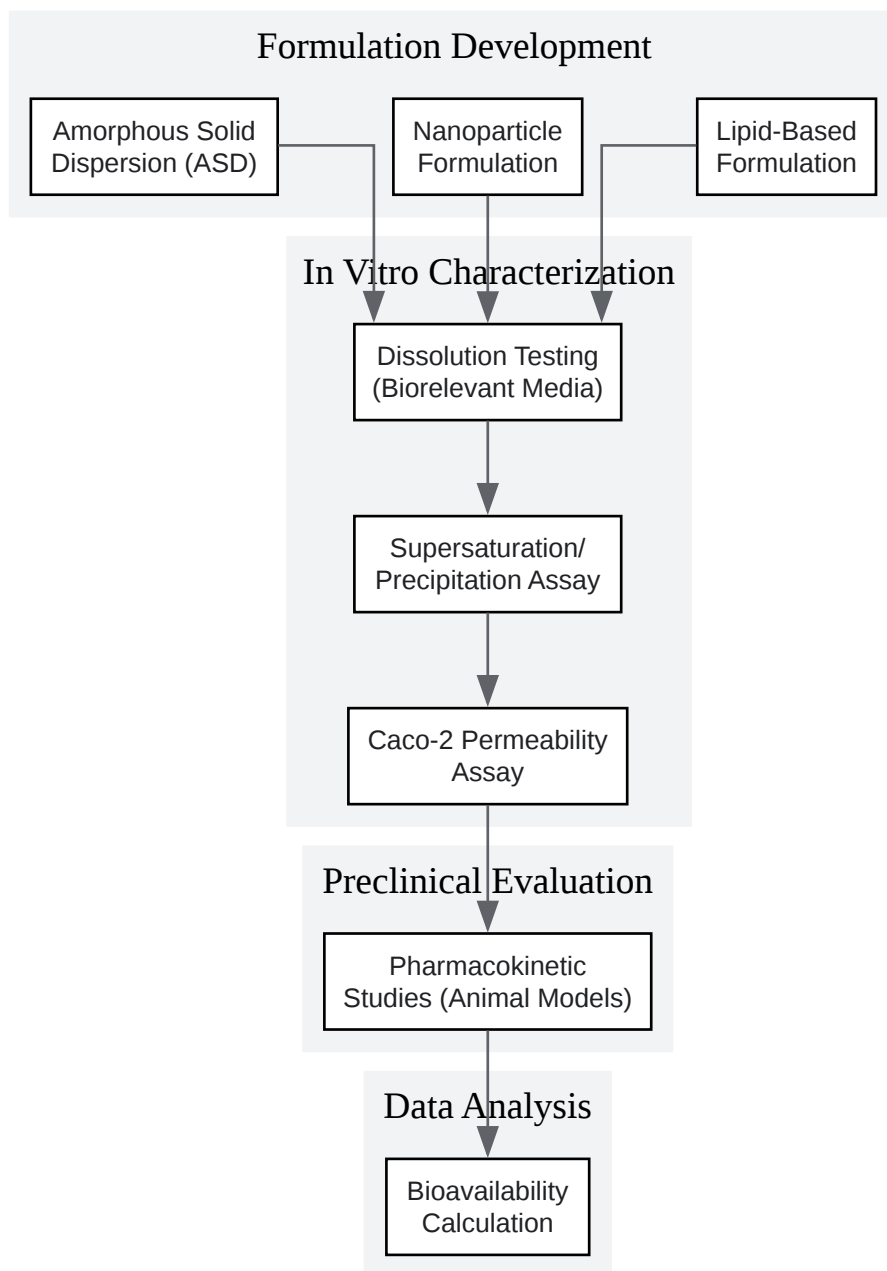 Formulation Development
Amorphous Solid
Dispersion (ASD)
Nanoparticle
Formulation
Lipid-Based
Formulation
In Vitro Characterization
Dissolution Testing
(Biorelevant Media)
Supersaturation/
Precipitation Assay
Caco-2 Permeability
Assay
Preclinical Evaluation
Pharmacokinetic
Studies (Animal Models)
Data Analysis
Bioavailability
Calculation